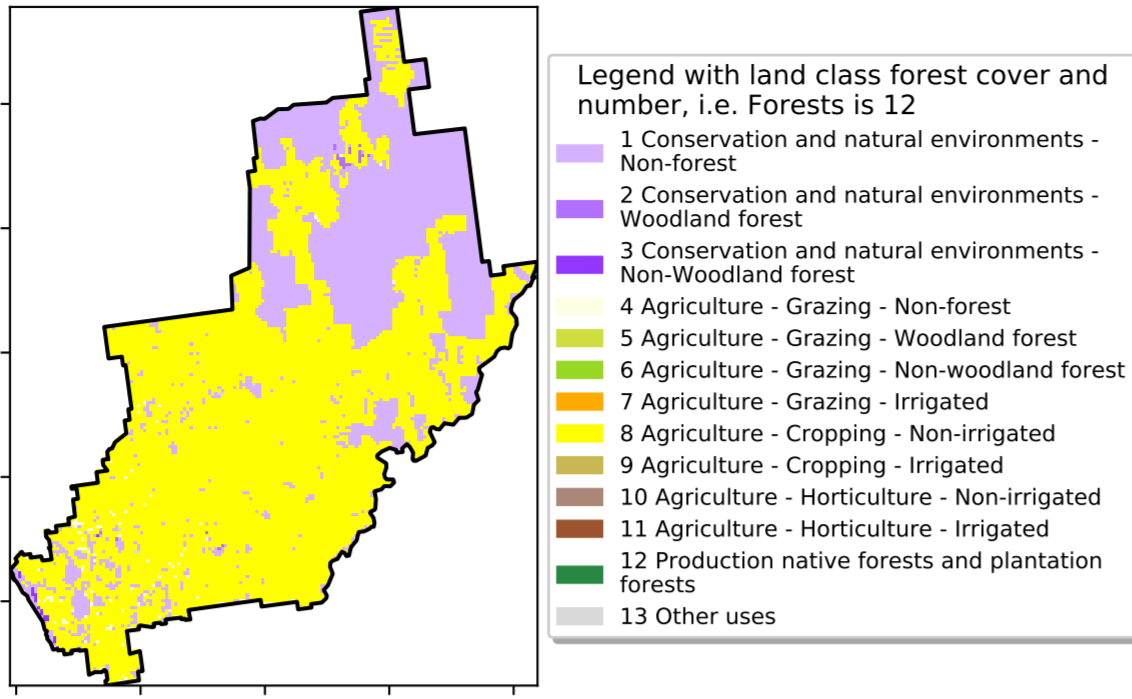 Legend with land class forest cover and
number, i.e. Forests is 12
1 Conservation and natural environments -
Non-forest
2 Conservation and natural environments -
Woodland forest
3 Conservation and natural environments -
Non-Woodland forest
4 Agriculture - Grazing - Non-forest
5 Agriculture - Grazing - Woodland forest
6 Agriculture - Grazing - Non-woodland forest
7 Agriculture - Grazing - Irrigated
8 Agriculture - Cropping - Non-irrigated
9 Agriculture - Cropping - Irrigated
10 Agriculture - Horticulture - Non-irrigated
11 Agriculture - Horticulture - Irrigated
12 Production native forests and plantation
forests
13 Other uses